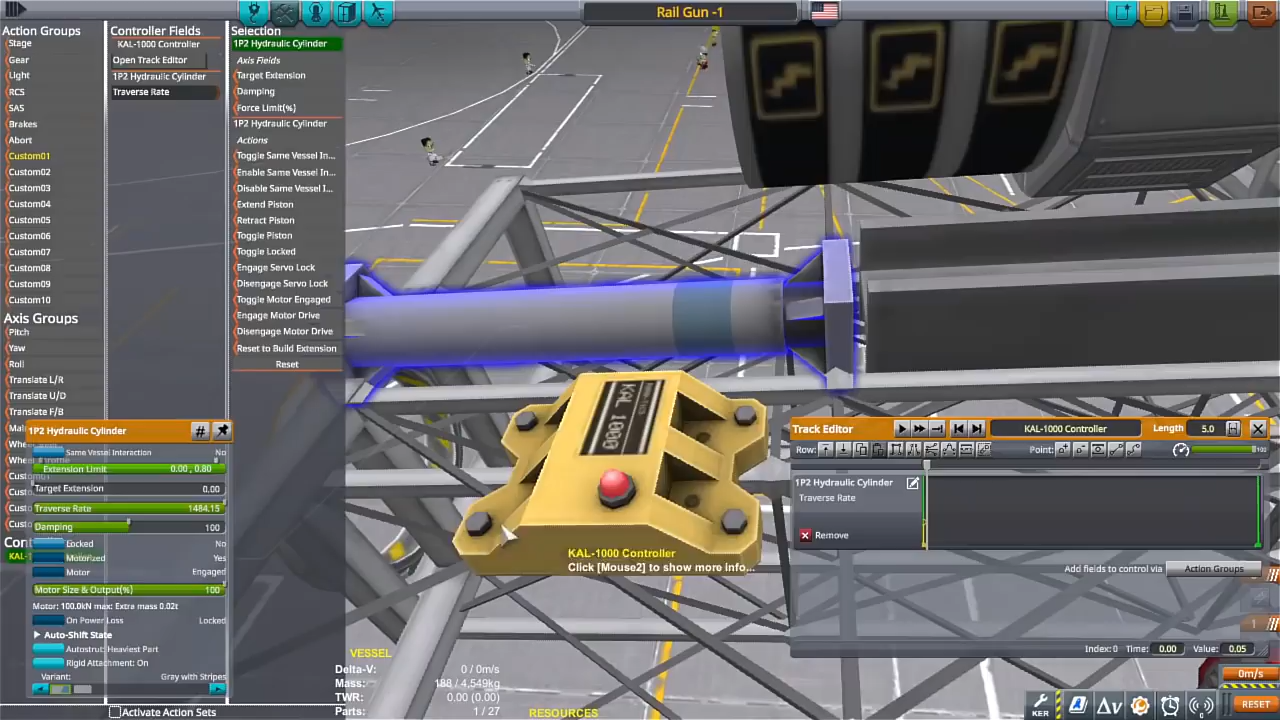 Rail Gun -1
Action Groups
Stage
Gear
Light
RCS
SAS
Brakes
Abort
Custom01
Custom02
Custom03
Custom04
Custom05
Custom06
Custom07
Custom08
Custom09
Custom10
Axis Groups
Pitch
Yaw
Roll
Translate L/R
Translate U/D
Translate F/B
Controller Fields
KAL-1000 Controller
Open Track Editor
1P2 Hydraulic Cylinder
Traverse Rate
Selection
1P2 Hydraulic Cylinder
Axis Fields
Target Extension
Damping
Force Limit(%)
1P2 Hydraulic Cylinder
Actions
Toggle Same Vessel In...
Enable Same Vessel In...
Disable Same Vessel I...
Extend Piston
Retract Piston
Toggle Piston
Toggle Locked
Engage Servo Lock
Disengage Servo Lock
Toggle Motor Engaged
Engage Motor Drive
Disengage Motor Drive
Reset to Build Extension
Reset
1P2 Hydraulic Cylinder #
Same Vessel Interaction No
Extension Limit 0.00 , 0.80
Target Extension 0.00
Traverse Rate 1484.15
Damping 100
Locked No
Motorized Yes
Motor Engaged
Motor Size & Output(%) 100
Motor: 100.0kN max: Extra mass 0.02t
On Power Loss Locked
Auto-Shift State
Autostrut: Heaviest Part
Rigid Attachment: On
Variant: Gray with Stripes
Activate Action Sets
KAL 1000
KAL-1000 Controller
Click [Mouse2] to show more info...
VESSEL
Delta-V: 0 / 0m/s
Mass: 188 / 4,549kg
TWR: 0.00 (0.00)
Parts: 1 / 27
RESOURCES
Track Editor KAL-1000 Controller Length 5.0
Row: Point: 100
1P2 Hydraulic Cylinder
Traverse Rate
Remove
Add fields to control via Action Groups
Index: 0 Time: 0.00 Value: 0.05
1
0m/s
KER Δv RESET